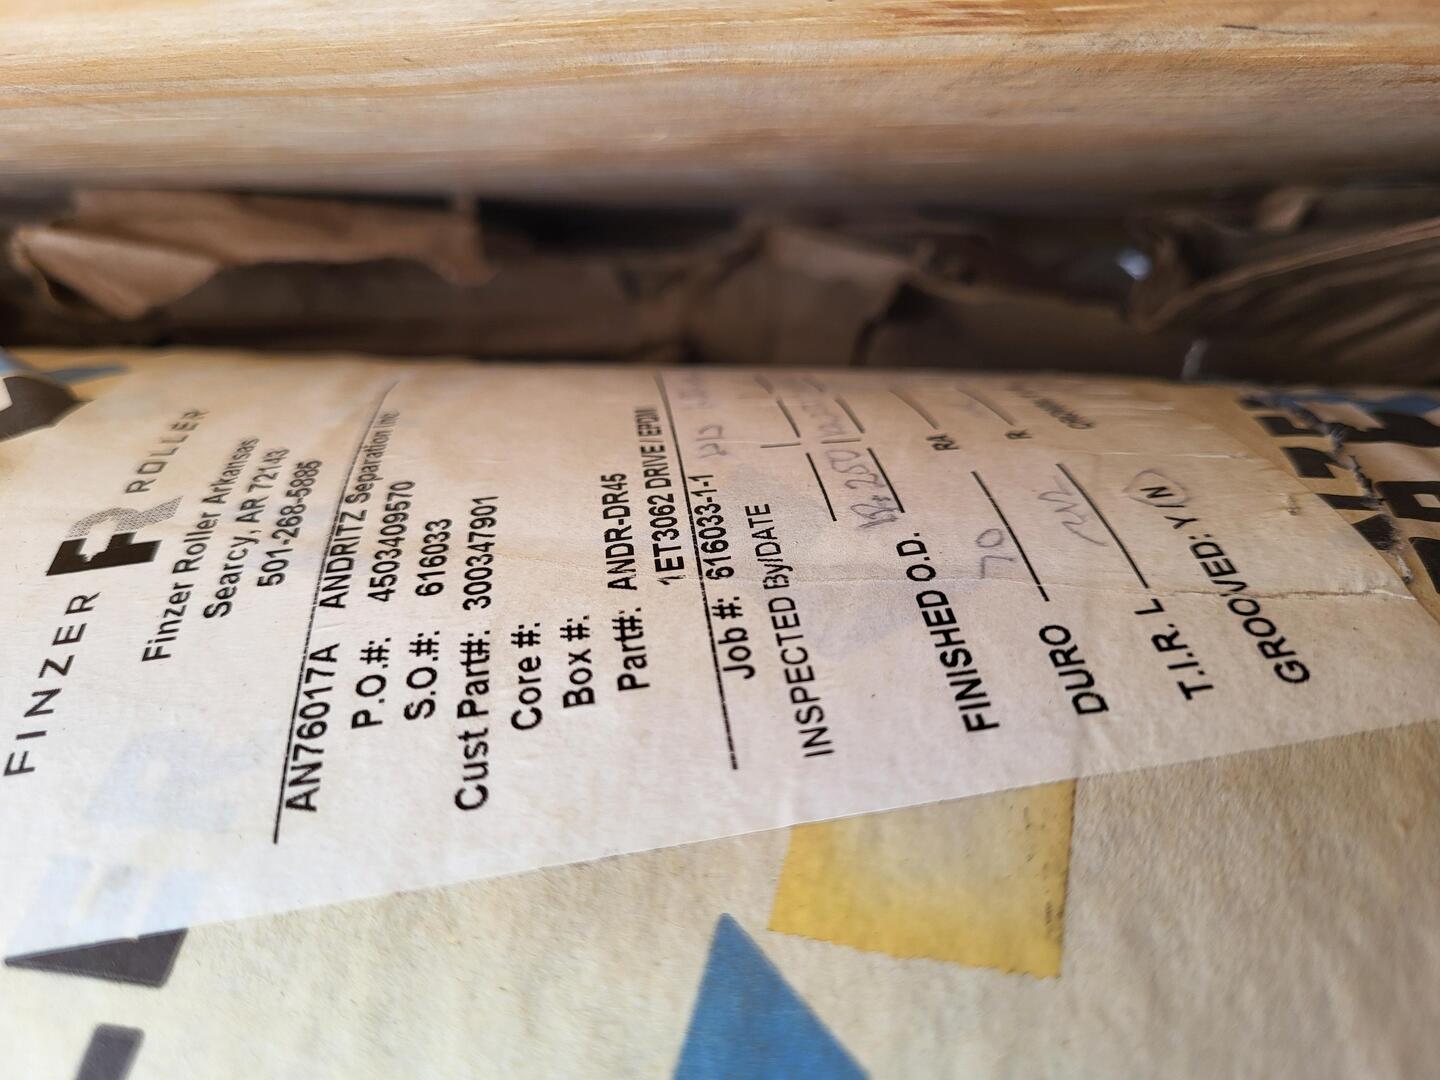 FINZER
FR ROLLER
Finzer Roller Arkansas
Searcy, AR 72143
501-268-5885
AN76017A ANDRITZ Separation Inc
P.O.#: 4503409570
S.O.#: 616033
Cust Part#: 300347901
Core #:
Box #:
Part#: ANDR-DR45
1ET3062 DRIVE / EPDM
Job #: 616033-1-1
INSPECTED By/DATE
FINISHED O.D.
DURO 70 RA
T.I.R. L R
GROOVED: Y (N)